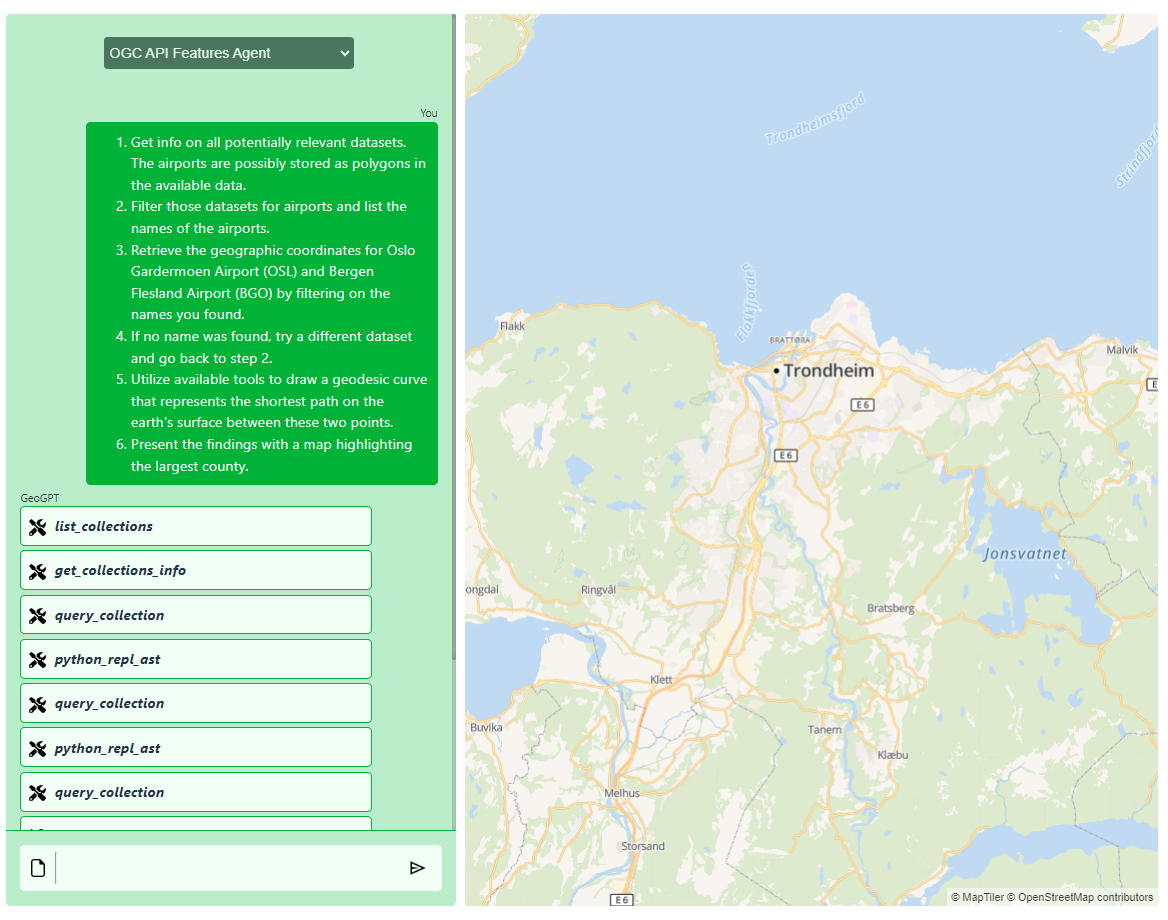 OGC API Features Agent
You
1. Get info on all potentially relevant datasets.
The airports are possibly stored as polygons in
the available data.
2. Filter those datasets for airports and list the
names of the airports.
3. Retrieve the geographic coordinates for Oslo
Gardermoen Airport (OSL) and Bergen
Flesland Airport (BGO) by filtering on the
names you found.
4. If no name was found, try a different dataset
and go back to step 2.
5. Utilize available tools to draw a geodesic curve
that represents the shortest path on the
earth's surface between these two points.
6. Present the findings with a map highlighting
the largest county.
GeoGPT
list_collections
get_collections_info
query_collection
python_repl_ast
query_collection
python_repl_ast
query_collection
Trondheimsfjord
Strindfjord
Flakkfjorden
Flakk
BRATTØRA
Malvik
Trondheim
E
E6
E6
Jonsvatnet
ongdal
Ringvål
Bratsberg
Klett
Buvika
Tanem
Klæbu
Melhus
Storsand
E6
© MapTiler © OpenStreetMap contributors